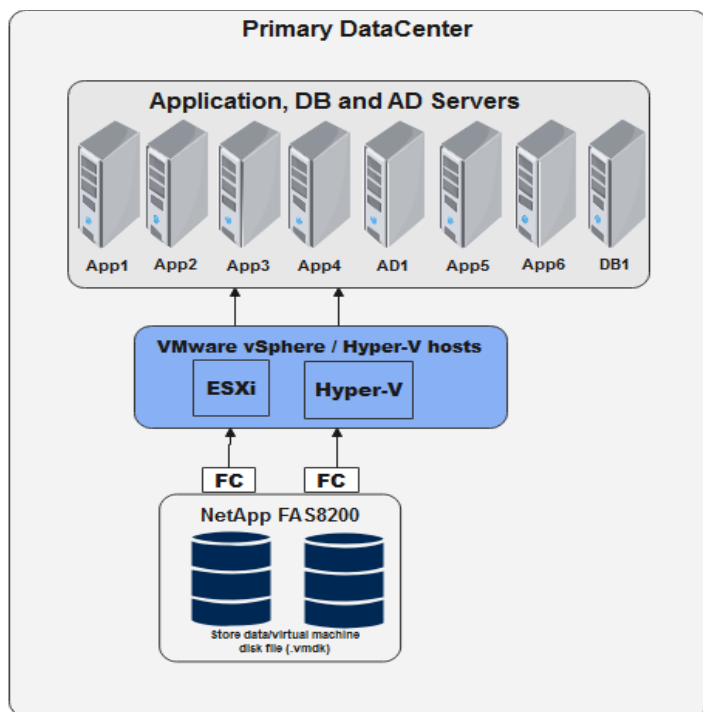 Primary DataCenter
Application, DB and AD Servers
App1 App2 App3 App4 AD1 App5 App6 DB1
VMware vSphere / Hyper-V hosts
ESXi Hyper-V
FC FC
NetApp FAS8200
Store data/virtual machine
disk file (.vmdk)